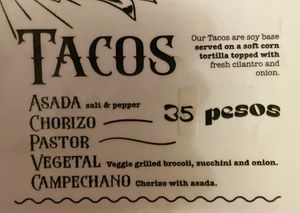 TACOS
Our Tacos are soy base
served on a soft corn
tortilla topped with
fresh cilantro and
onion.
ASADA salt & pepper
CHORIZO
35 pesos
PASTOR
VEGETAL Veggie grilled brocoli, zucchini and onion.
CAMPECHANO Chorizo with asada.